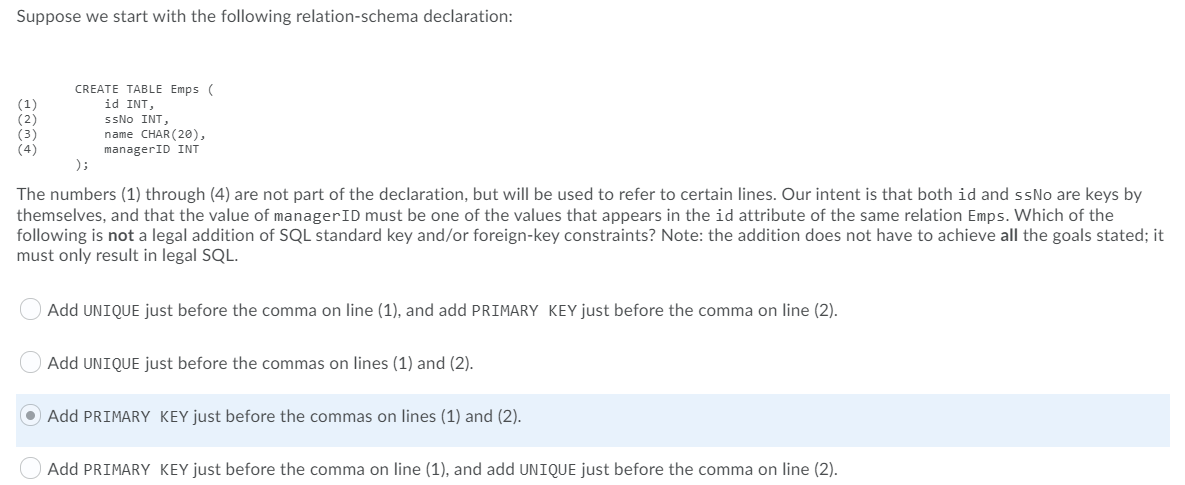 Suppose we start with the following relation-schema declaration:
CREATE TABLE Emps (
(1) id INT,
(2) ssNo INT,
(3) name CHAR(20),
(4) managerID INT
);
The numbers (1) through (4) are not part of the declaration, but will be used to refer to certain lines. Our intent is that both id and ssNo are keys by
themselves, and that the value of managerID must be one of the values that appears in the id attribute of the same relation Emps. Which of the
following is not a legal addition of SQL standard key and/or foreign-key constraints? Note: the addition does not have to achieve all the goals stated; it
must only result in legal SQL.
Add UNIQUE just before the comma on line (1), and add PRIMARY KEY just before the comma on line (2).
Add UNIQUE just before the commas on lines (1) and (2).
Add PRIMARY KEY just before the commas on lines (1) and (2).
Add PRIMARY KEY just before the comma on line (1), and add UNIQUE just before the comma on line (2).